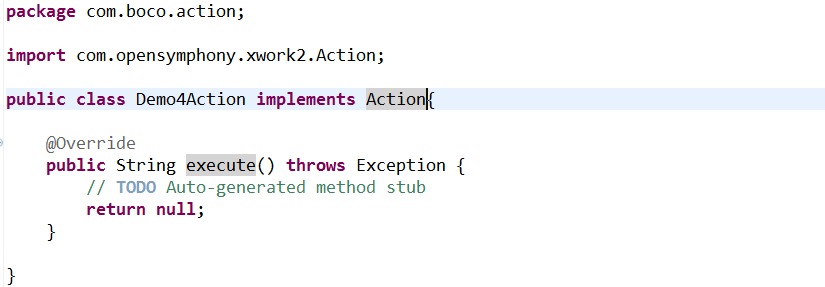 package com.boco.action;
import com.opensymphony.xwork2.Action;
public class Demo4Action implements Action{
@Override
public String execute() throws Exception {
// TODO Auto-generated method stub
return null;
}
}